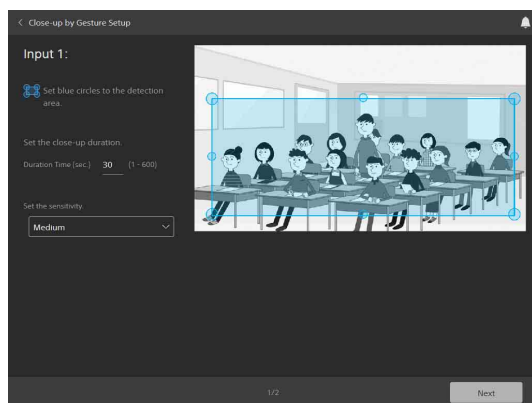 Close-up by Gesture Setup
Input 1:
Set blue circles to the detection
area.
Set the close-up duration.
Duration Time (sec.) 30 (1 - 600)
Set the sensitivity.
Medium
1/2
Next